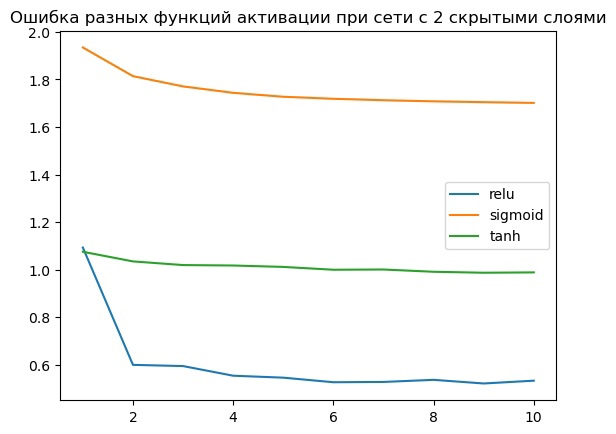 Ошибка разных функций активации при сети с 2 скрытыми слоями
2.0
1.8
1.6
1.4
1.2
1.0
0.8
0.6
relu
sigmoid
tanh
2 4 6 8 10